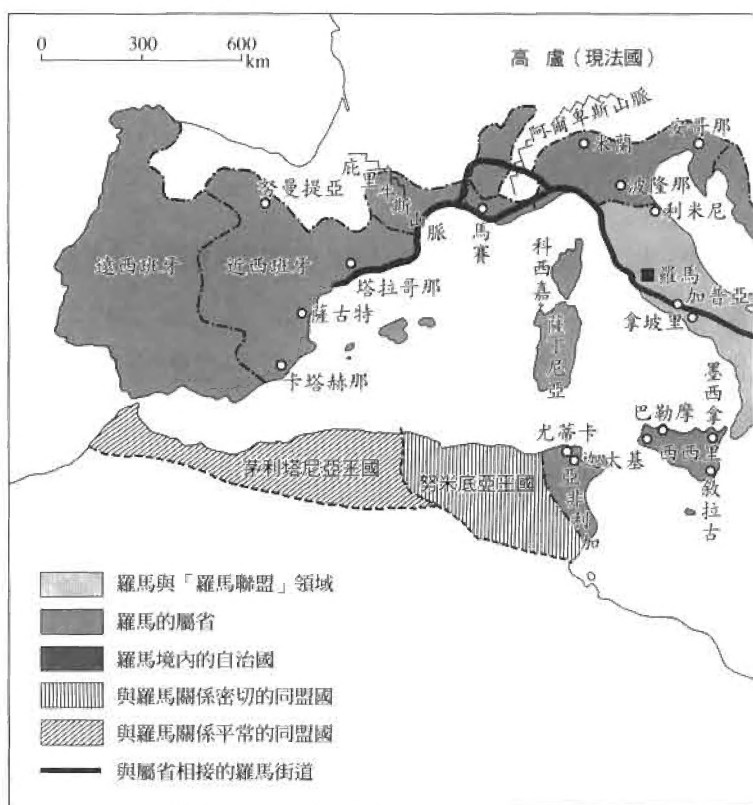 0 300 600
km
高盧(現法國)
阿爾卑斯山脈
米蘭
安哥那
波隆那
利米尼
庇里牛斯山脈
努曼提亞
馬賽
遠西班牙
近西班牙
塔拉哥那
薩古特
卡塔赫那
科西嘉
薩丁尼亞
羅馬
加普亞
拿坡里
墨西拿
巴勒摩
西西里
敘拉古
尤蒂卡
迦太基
亞非利加
茅利塔尼亞王國
努米底亞王國
羅馬與「羅馬聯盟」領域
羅馬的屬省
羅馬境內的自治國
與羅馬關係密切的同盟國
與羅馬關係平常的同盟國
與屬省相接的羅馬街道